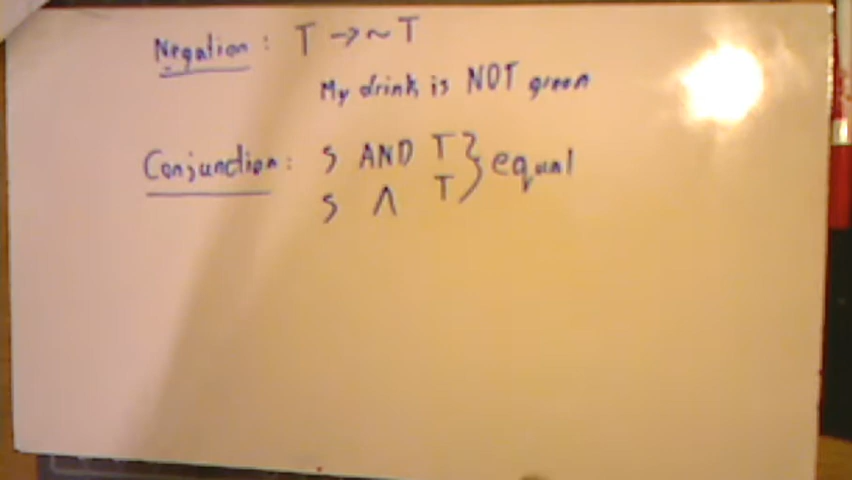 Negation: T → ~ T
My drink is NOT green
Conjunction: S AND T } equal
S ∧ T